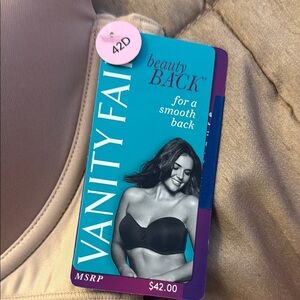 42D
VANITY FAI
beauty
BACK
for a
smooth
back
MSRP
$42.00